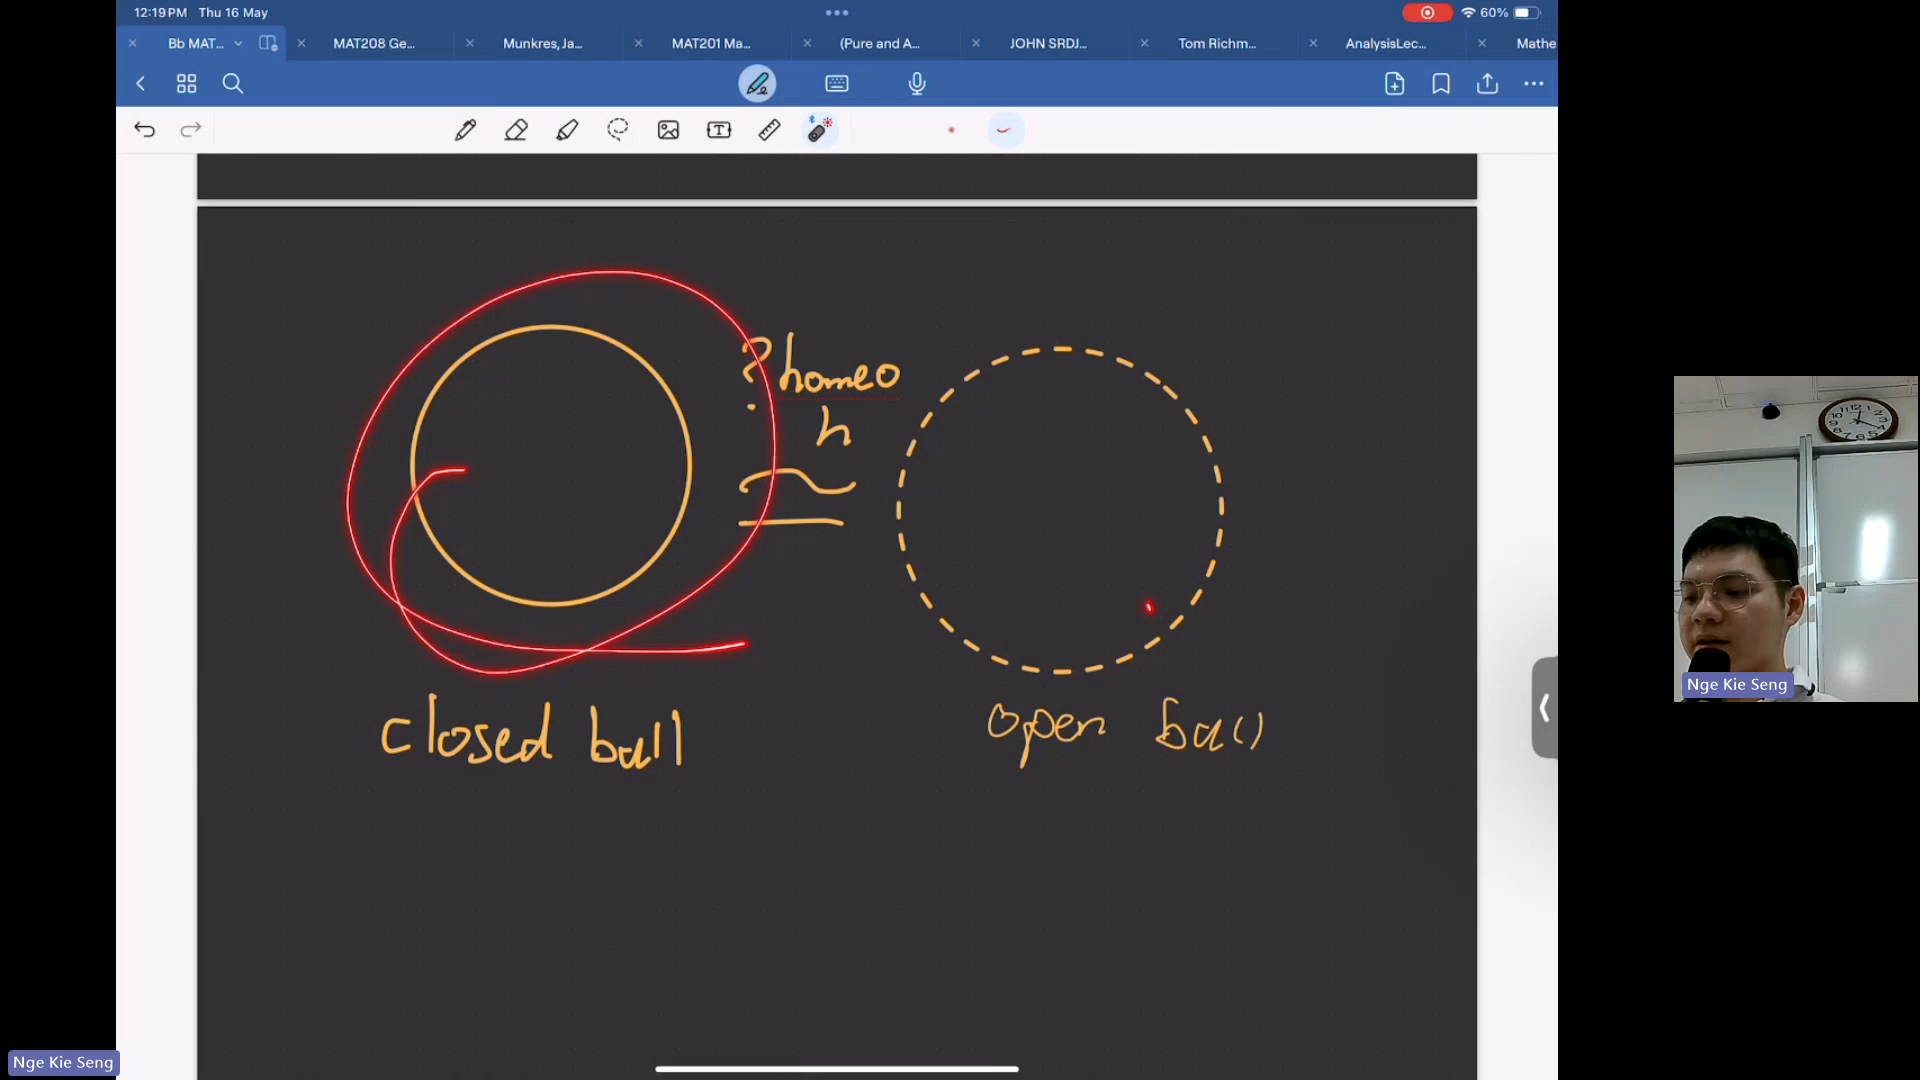 12:19 PM Thu 16 May
60%
Bb MAT...
MAT208 Ge...
Munkres, Ja...
MAT201 Ma...
(Pure and A...
JOHN SRDJ...
Tom Richm...
AnalysisLec...
Mathe
? homeo
h
≅
closed ball
open ball
Nge Kie Seng
Nge Kie Seng